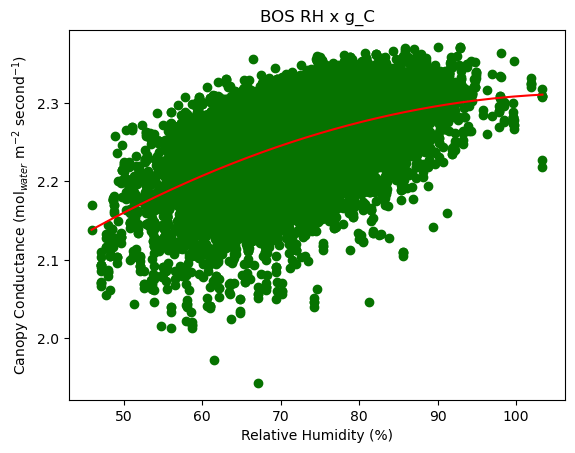 BOS RH x g_C
Canopy Conductance (mol_water m⁻² second⁻¹)
2.3
2.2
2.1
2.0
50 60 70 80 90 100
Relative Humidity (%)